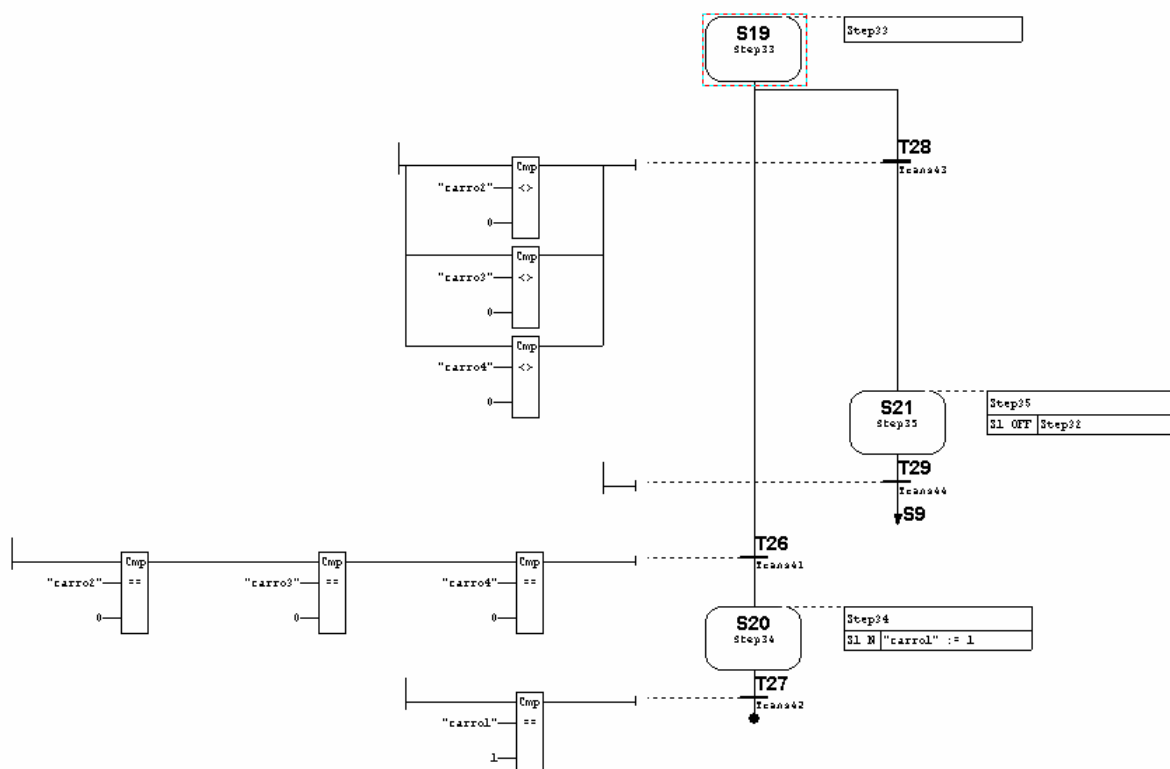 S19
Step33
Step33
T28
Trans43
Cmp
"carro2"
<>
0
Cmp
"carro3"
<>
0
Cmp
"carro4"
<>
0
S21
Step35
Step35
S1 OFF Step32
T29
Trans44
S9
T26
Trans41
Cmp
"carro2"
==
0
Cmp
"carro3"
==
0
Cmp
"carro4"
==
0
S20
Step34
Step34
S1 N "carro1" := 1
T27
Trans42
Cmp
"carro1"
==
1